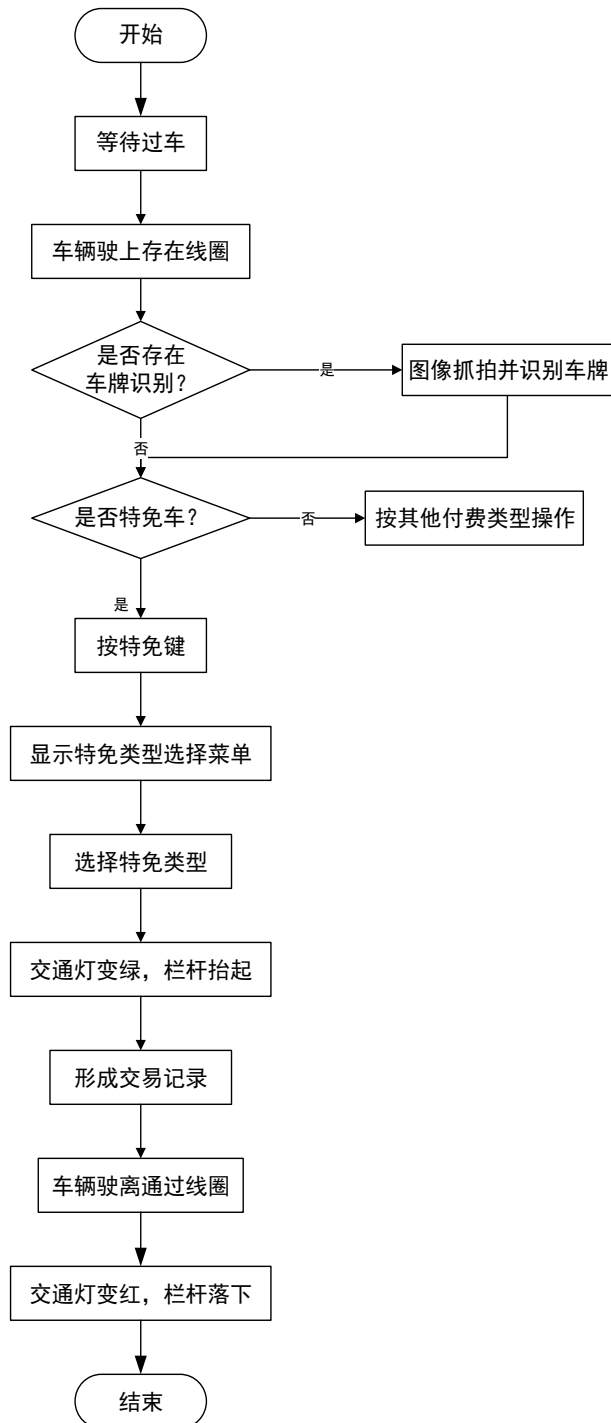 开始
等待过车
车辆驶上存在线圈
是否存在
车牌识别？
是
图像抓拍并识别车牌
否
是否特免车？
否
按其他付费类型操作
是
按特免键
显示特免类型选择菜单
选择特免类型
交通灯变绿，栏杆抬起
形成交易记录
车辆驶离通过线圈
交通灯变红，栏杆落下
结束